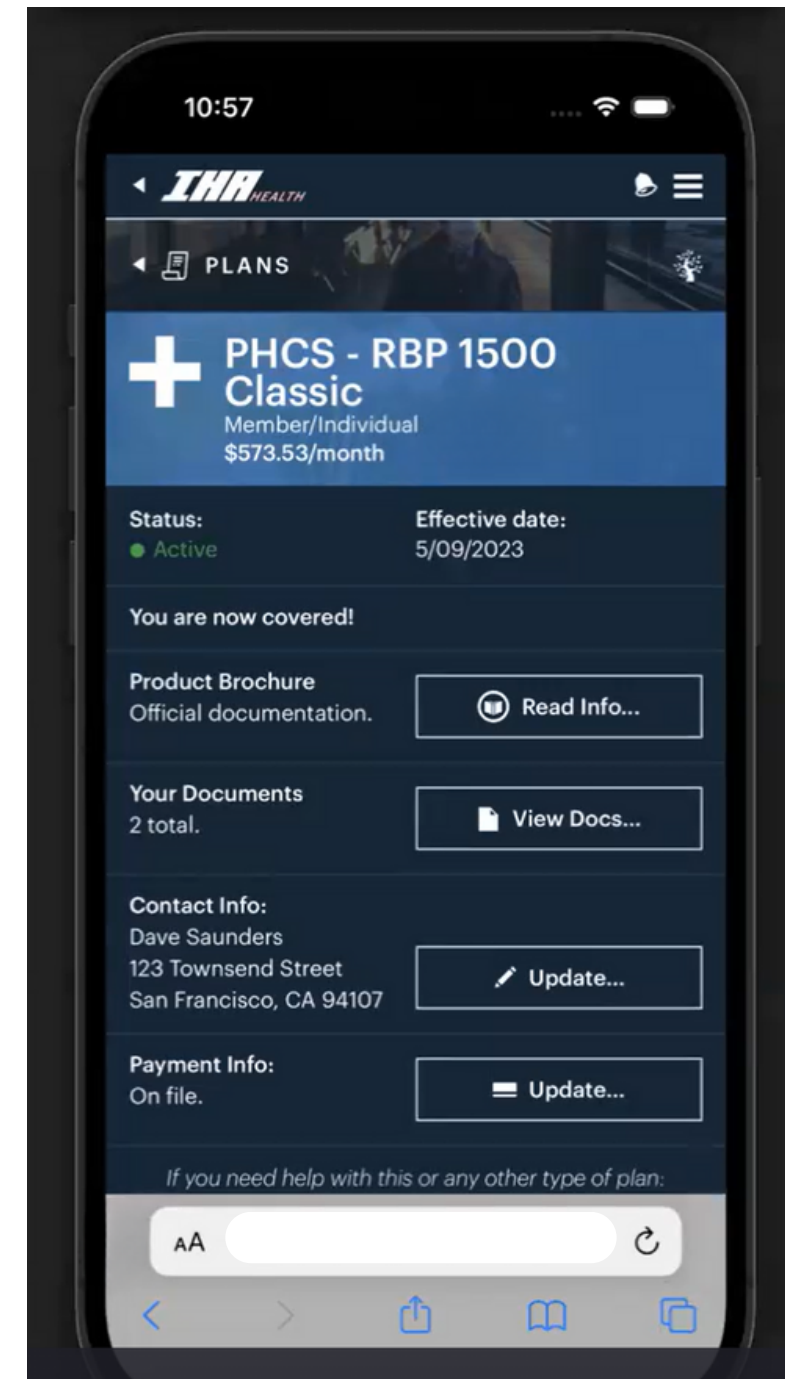 10:57
IHA HEALTH
PLANS
PHCS - RBP 1500
Classic
Member/Individual
$573.53/month
Status:
Active
Effective date:
5/09/2023
You are now covered!
Product Brochure
Official documentation.
Read Info...
Your Documents
2 total.
View Docs...
Contact Info:
Dave Saunders
123 Townsend Street
San Francisco, CA 94107
Update...
Payment Info:
On file.
Update...
If you need help with this or any other type of plan:
AA